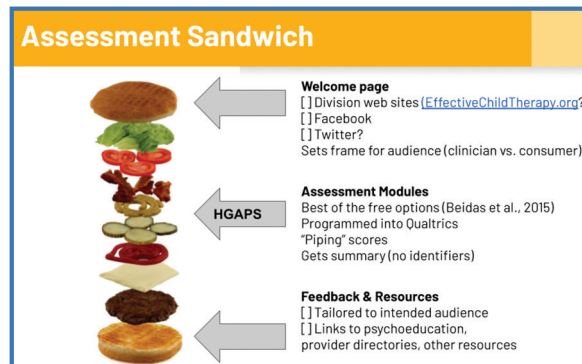 Assessment Sandwich
Welcome page
[ ] Division web sites (EffectiveChildTherapy.org?
[ ] Facebook
[ ] Twitter?
Sets frame for audience (clinician vs. consumer)
HGAPS
Assessment Modules
Best of the free options (Beidas et al., 2015)
Programmed into Qualtrics
"Piping" scores
Gets summary (no identifiers)
Feedback & Resources
[ ] Tailored to intended audience
[ ] Links to psychoeducation,
provider directories, other resources